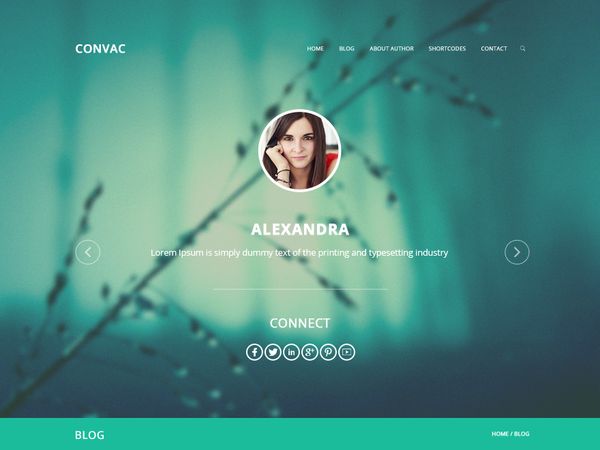 CONVAC
HOME BLOG ABOUT AUTHOR SHORTCODES CONTACT
ALEXANDRA
Lorem Ipsum is simply dummy text of the printing and typesetting industry
CONNECT
BLOG
HOME / BLOG